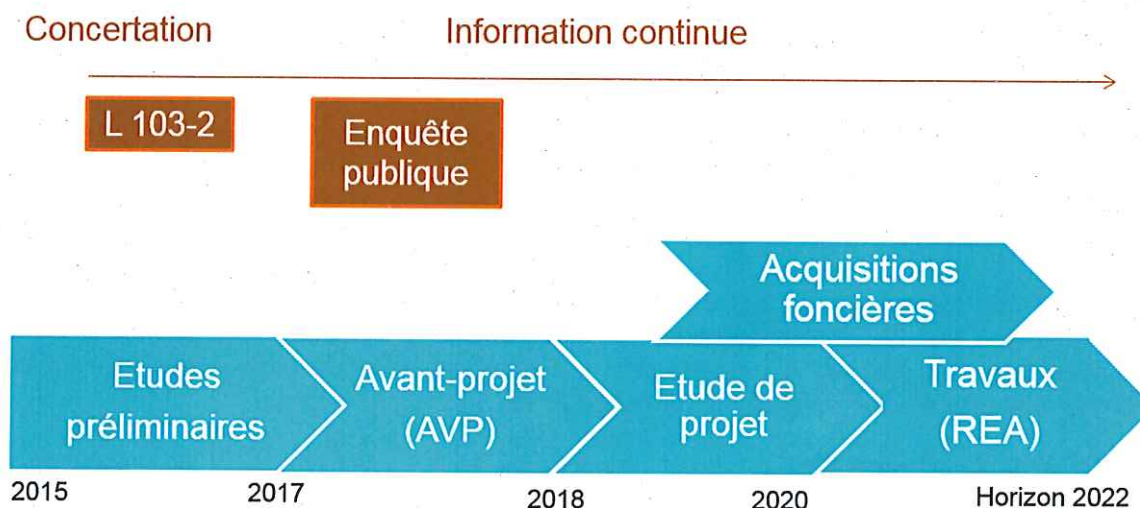 Concertation
Information continue
L 103-2
Enquête
publique
Acquisitions
foncières
Etudes
préliminaires
Avant-projet
(AVP)
Etude de
projet
Travaux
(REA)
2015
2017
2018
2020
Horizon 2022